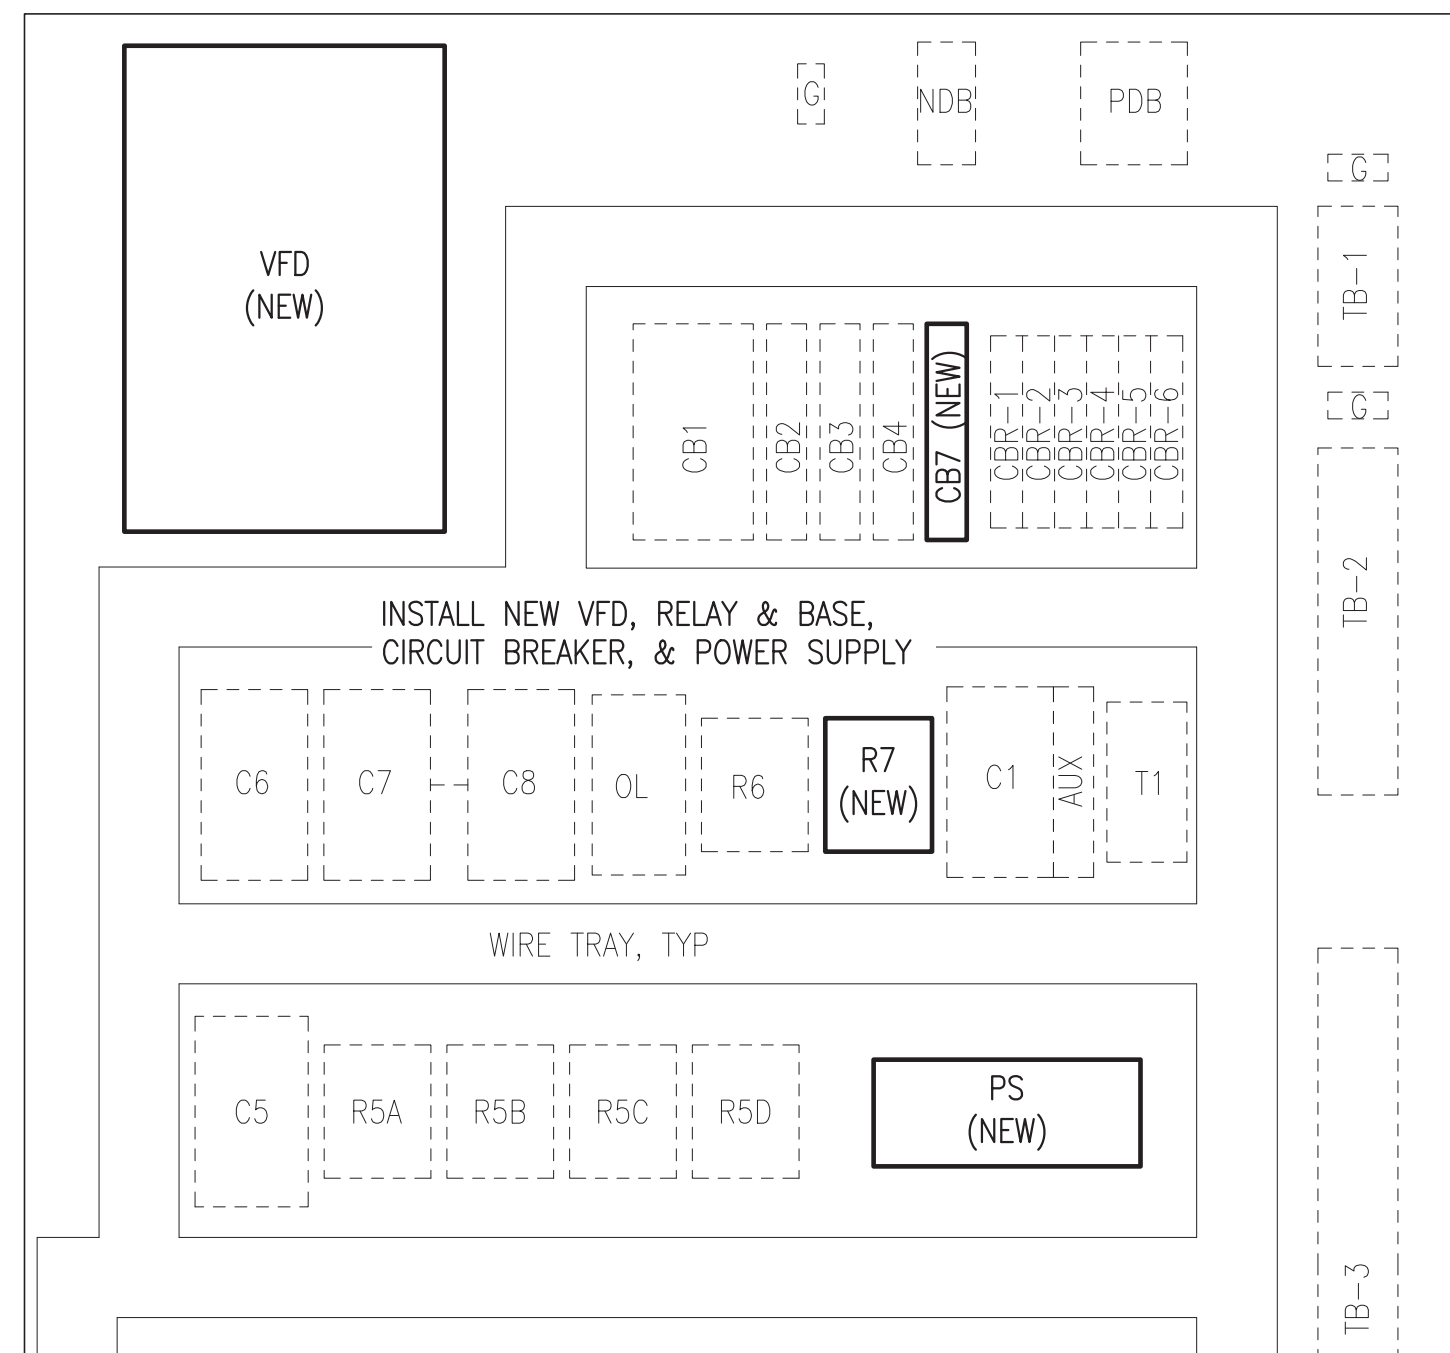 G
NDB
PDB
G
VFD
(NEW)
TB-1
CB1
CB2
CB3
CB4
CB7 (NEW)
CBR-1
CBR-2
CBR-3
CBR-4
CBR-5
CBR-6
G
TB-2
INSTALL NEW VFD, RELAY & BASE,
CIRCUIT BREAKER, & POWER SUPPLY
C6
C7
C8
OL
R6
R7
(NEW)
C1
AUX
T1
WIRE TRAY, TYP
C5
R5A
R5B
R5C
R5D
PS
(NEW)
TB-3